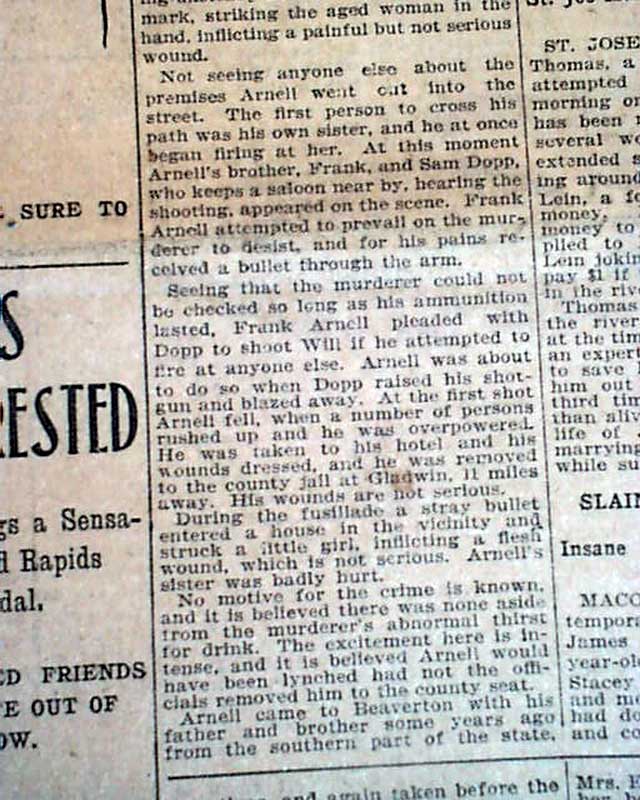 mark, striking the aged woman in the
hand, inflicting a painful but not serious
wound.
Not seeing anyone else about the
premises Arnell went out into the
street. The first person to cross his
path was his own sister, and he at once
began firing at her. At this moment
Arnell's brother, Frank, and Sam Dopp,
who keeps a saloon near by, hearing the
shooting, appeared on the scene. Frank
Arnell attempted to prevail on the mur-
derer to desist, and for his pains re-
ceived a bullet through the arm.
Seeing that the murderer could not
be checked so long as his ammunition
lasted, Frank Arnell pleaded with
Dopp to shoot Will if he attempted to
fire at anyone else. Arnell was about
to do so when Dopp raised his shot-
gun and blazed away. At the first shot
Arnell fell, when a number of persons
rushed up and he was overpowered.
He was taken to his hotel and his
wounds dressed, and he was removed
to the county jail at Gladwin, 11 miles
away. His wounds are not serious.
During the fusillade a stray bullet
entered a house in the vicinity and
struck a little girl, inflicting a flesh
wound, which is not serious. Arnell's
sister was badly hurt.
No motive for the crime is known,
and it is believed there was none aside
from the murderer's abnormal thirst
for drink. The excitement here is in-
tense, and it is believed Arnell would
have been lynched had not the offi-
cials removed him to the county seat.
Arnell came to Beaverton with his
father and brother some years ago
from the southern part of the state.
and again taken before the
SURE TO
S
ESTED
gs a Sensa-
d Rapids
dal.
ED FRIENDS
E OUT OF
OW.
ST. JOSE
Thomas, a
attempted
morning on
has been
several we
extended s
ing around
Lein, a fo
money.
money to
plied to
Lein jokin
pay $1 if
in the rive
Thomas
the river
at the tim
an experi
to save
him out
third tim
than aliv
life of
marrying
while su
SLAI
Insane
MACO
tempora
James
year-ol
Stacey
and m
had do
and co
Mrs.